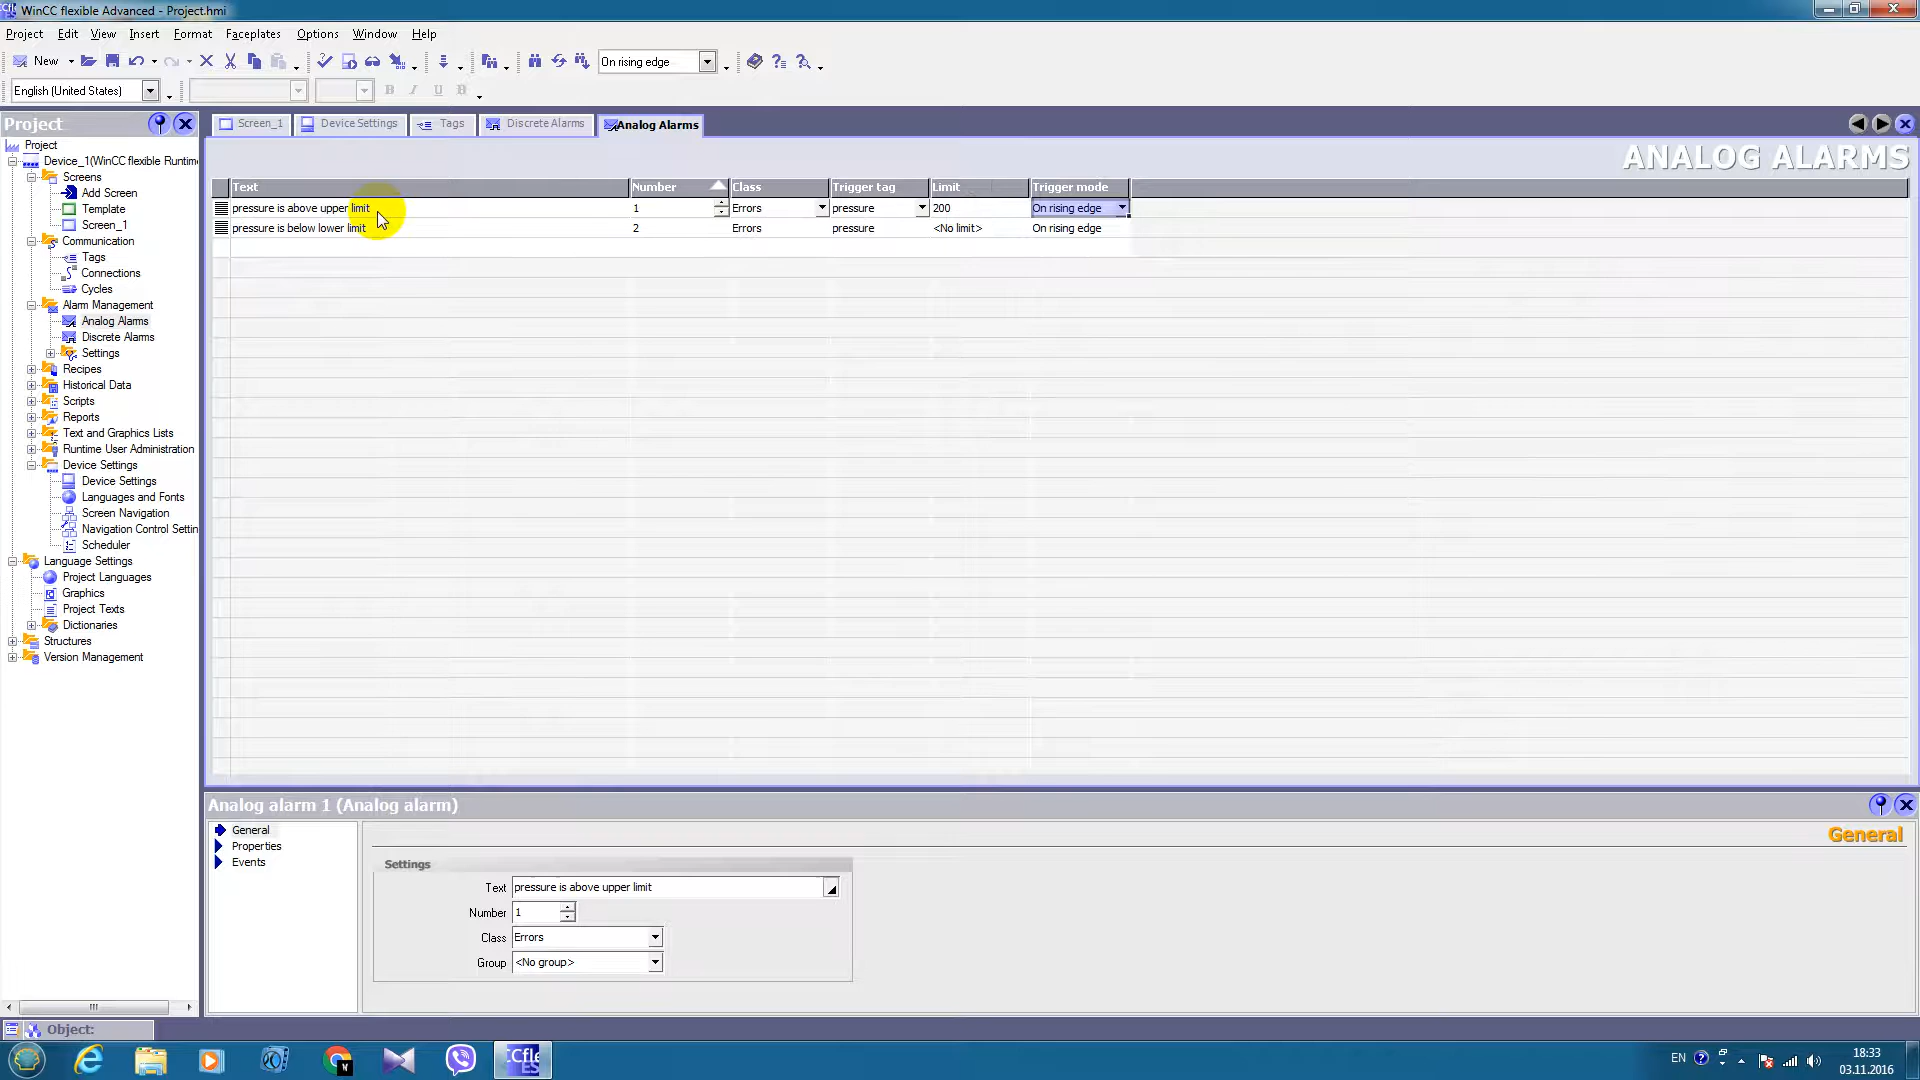 WinCC flexible Advanced - Project.hmi
Project Edit View Insert Format Faceplates Options Window Help
New On rising edge
English (United States) B I U
Project
Screen_1 Device Settings Tags Discrete Alarms Analog Alarms
ANALOG ALARMS
Project
Device_1(WinCC flexible Runtime
Screens
Add Screen
Template
Screen_1
Communication
Tags
Connections
Cycles
Alarm Management
Analog Alarms
Discrete Alarms
Settings
Recipes
Historical Data
Scripts
Reports
Text and Graphics Lists
Runtime User Administration
Device Settings
Device Settings
Languages and Fonts
Screen Navigation
Navigation Control Settin
Scheduler
Language Settings
Project Languages
Graphics
Project Texts
Dictionaries
Structures
Version Management
Text Number Class Trigger tag Limit Trigger mode
pressure is above upper limit 1 Errors pressure 200 On rising edge
pressure is below lower limit 2 Errors pressure <No limit> On rising edge
Analog alarm 1 (Analog alarm)
General
Properties
Events
General
Settings
Text pressure is above upper limit
Number 1
Class Errors
Group <No group>
Object:
EN
18:33
03.11.2016